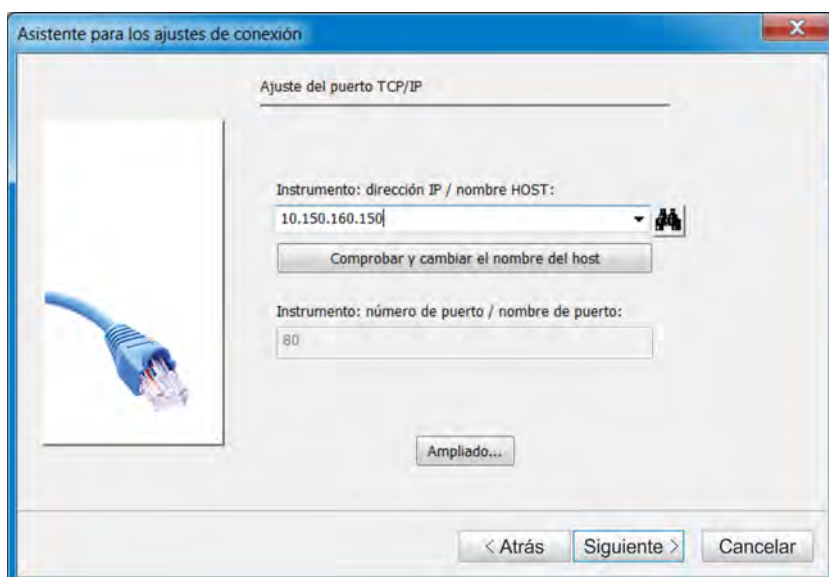 Asistente para los ajustes de conexión
Ajuste del puerto TCP/IP
Instrumento: dirección IP / nombre HOST:
10.150.160.150
Comprobar y cambiar el nombre del host
Instrumento: número de puerto / nombre de puerto:
80
Ampliado...
< Atrás
Siguiente >
Cancelar